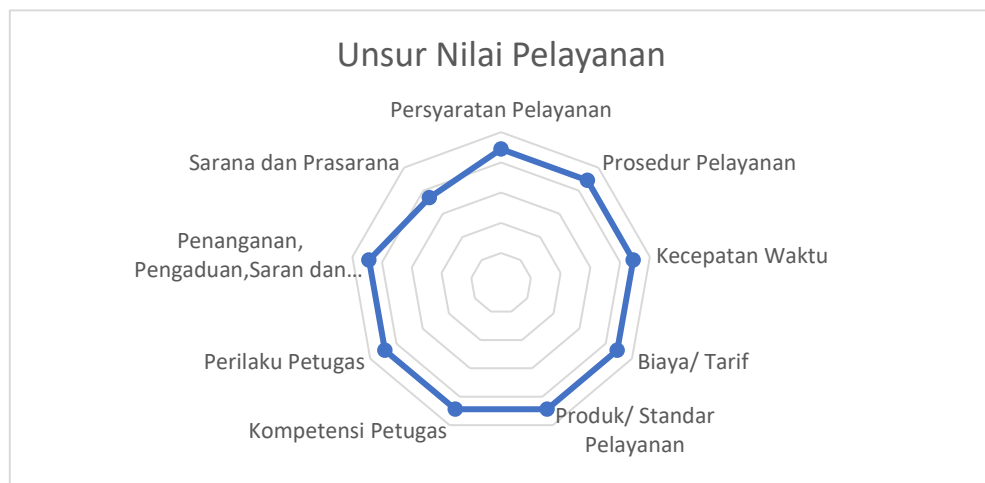 Unsur Nilai Pelayanan
Persyaratan Pelayanan
Prosedur Pelayanan
Kecepatan Waktu
Biaya/ Tarif
Produk/ Standar
Pelayanan
Kompetensi Petugas
Perilaku Petugas
Penanganan,
Pengaduan,Saran dan...
Sarana dan Prasarana